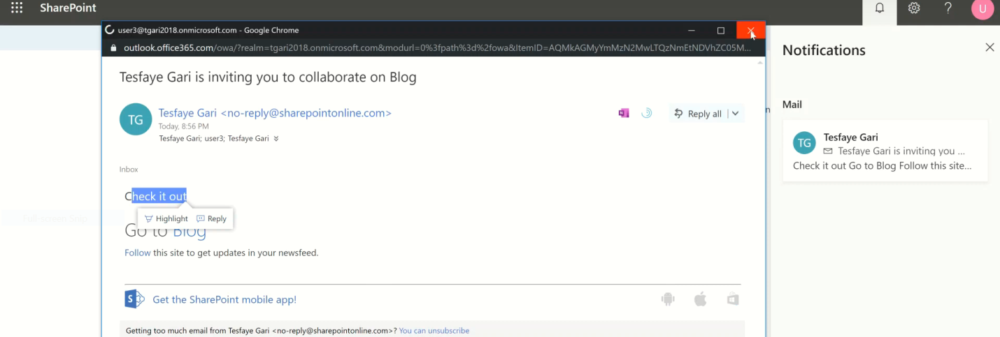 SharePoint
U
user3@tgari2018.onmicrosoft.com - Google Chrome
outlook.office365.com/owa/?realm=tgari2018.onmicrosoft.com&modurl=0%3fpath%3d%2fowa&ItemID=AQMkAGMyYmMzN2MwLTQzNmEtNDVhZC05M...
Tesfaye Gari is inviting you to collaborate on Blog
TG
Tesfaye Gari <no-reply@sharepointonline.com>
Reply all
Today, 8:56 PM
Tesfaye Gari; user3; Tesfaye Gari
Inbox
Check it out
Highlight Reply
Go to Blog
Follow this site to get updates in your newsfeed.
Get the SharePoint mobile app!
Getting too much email from Tesfaye Gari <no-reply@sharepointonline.com>? You can unsubscribe
Full-screen Snip
Notifications
Mail
TG
Tesfaye Gari
Tesfaye Gari is inviting you ...
Check it out Go to Blog Follow this site...